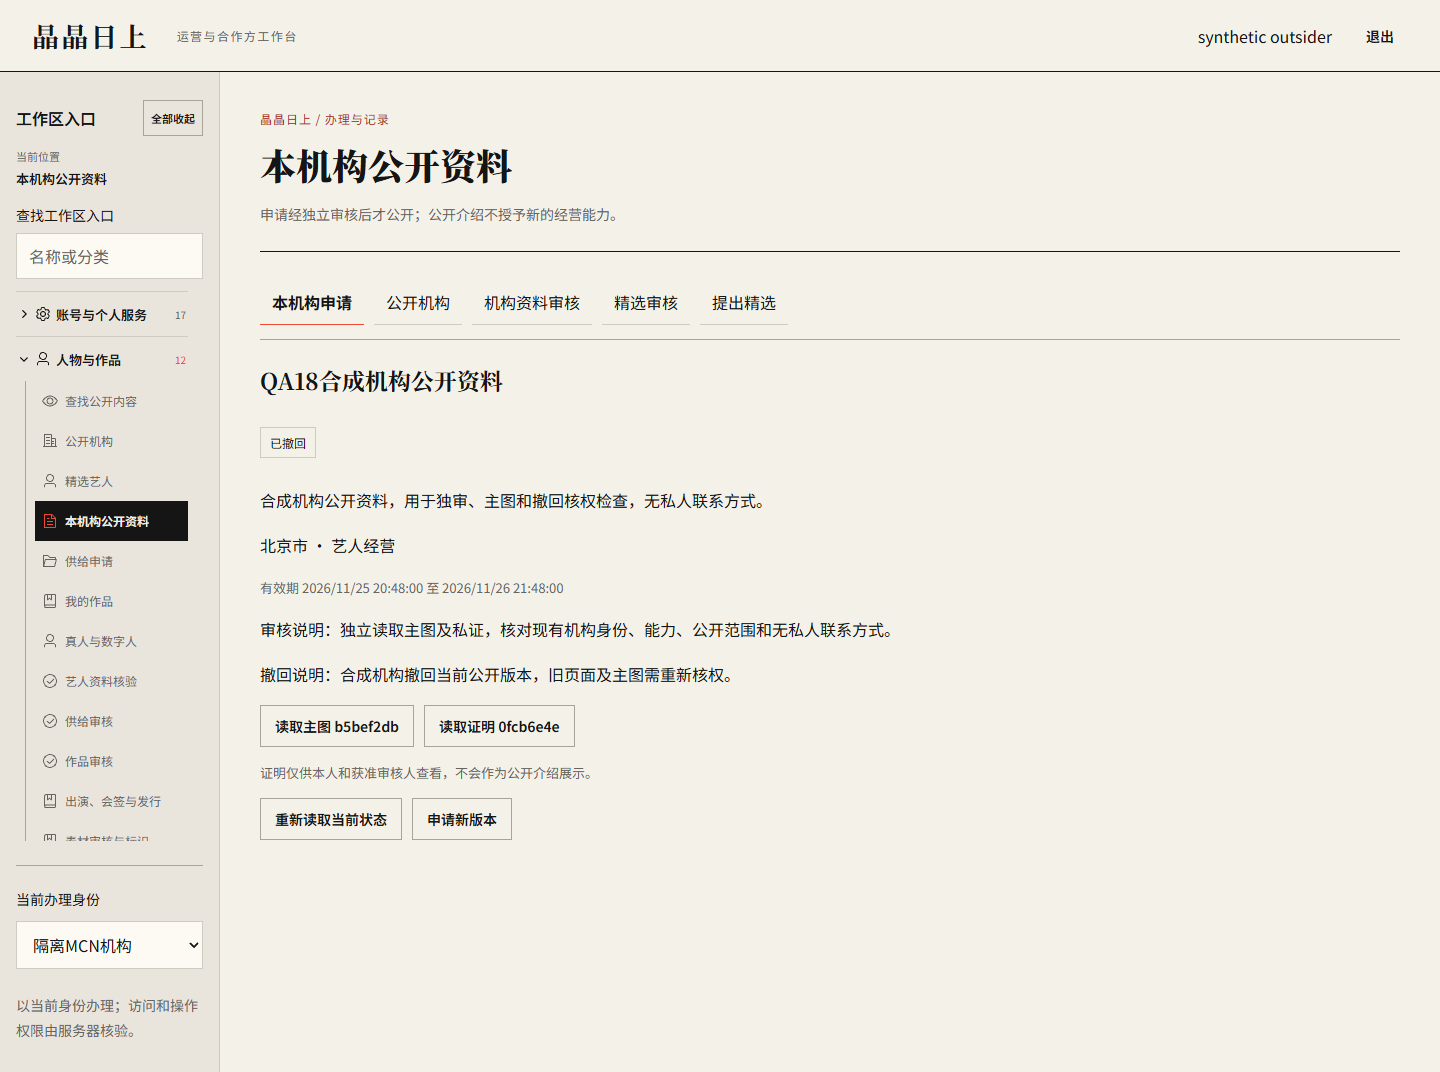 晶晶日上
运营与合作方工作台
synthetic outsider
退出
工作区入口
全部收起
当前位置
本机构公开资料
查找工作区入口
名称或分类
账号与个人服务 17
人物与作品 12
查找公开内容
公开机构
精选艺人
本机构公开资料
供给申请
我的作品
真人与数字人
艺人资料核验
供给审核
作品审核
出演、会签与发行
素材审核与标识
当前办理身份
隔离MCN机构
以当前身份办理；访问和操作
权限由服务器核验。
晶晶日上 / 办理与记录
本机构公开资料
申请经独立审核后才公开；公开介绍不授予新的经营能力。
本机构申请
公开机构
机构资料审核
精选审核
提出精选
QA18合成机构公开资料
已撤回
合成机构公开资料，用于独审、主图和撤回核权检查，无私人联系方式。
北京市 · 艺人经营
有效期 2026/11/25 20:48:00 至 2026/11/26 21:48:00
审核说明：独立读取主图及私证，核对现有机构身份、能力、公开范围和无私人联系方式。
撤回说明：合成机构撤回当前公开版本，旧页面及主图需重新核权。
读取主图 b5bef2db
读取证明 0fcb6e4e
证明仅供本人和获准审核人查看，不会作为公开介绍展示。
重新读取当前状态
申请新版本